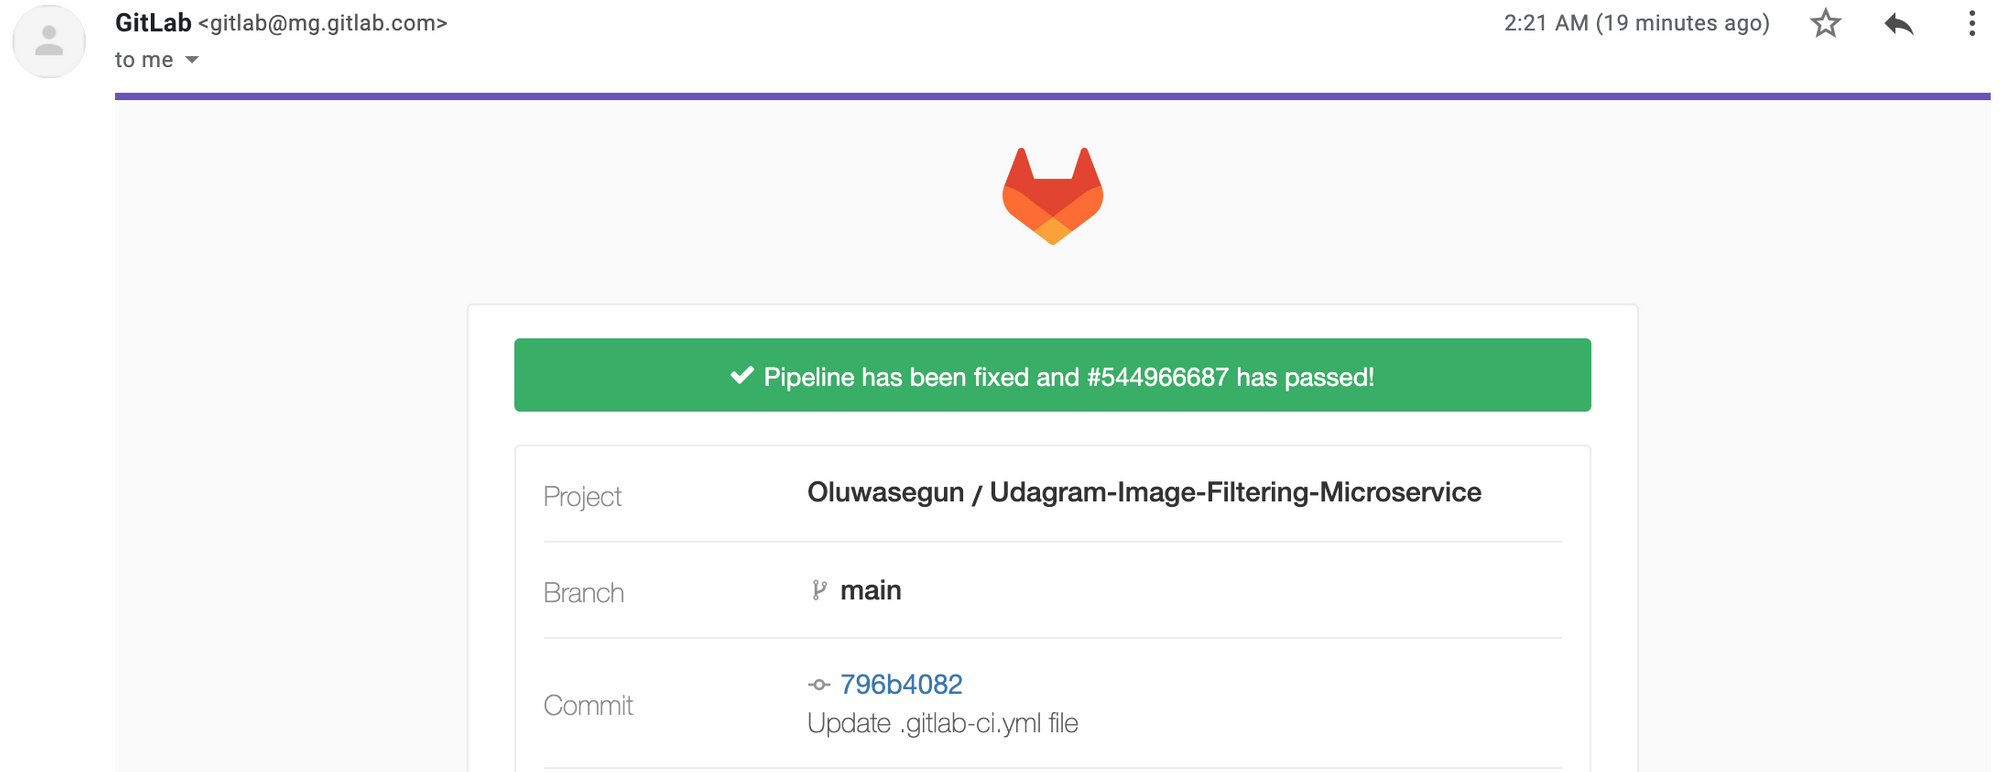 GitLab <gitlab@mg.gitlab.com>
2:21 AM (19 minutes ago)
to me
Pipeline has been fixed and #544966687 has passed!
Project
Oluwasegun / Udagram-Image-Filtering-Microservice
Branch
main
Commit
796b4082
Update .gitlab-ci.yml file